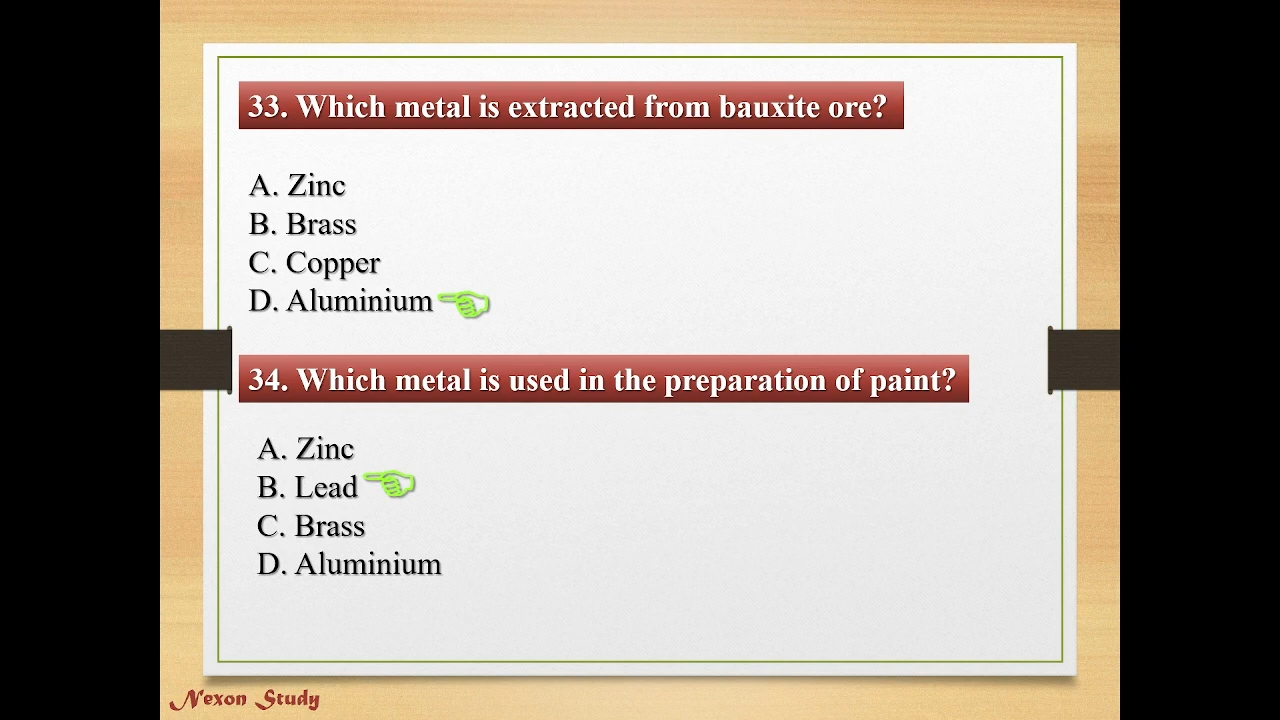 33. Which metal is extracted from bauxite ore?
A. Zinc
B. Brass
C. Copper
D. Aluminium
34. Which metal is used in the preparation of paint?
A. Zinc
B. Lead
C. Brass
D. Aluminium
Nexon Study